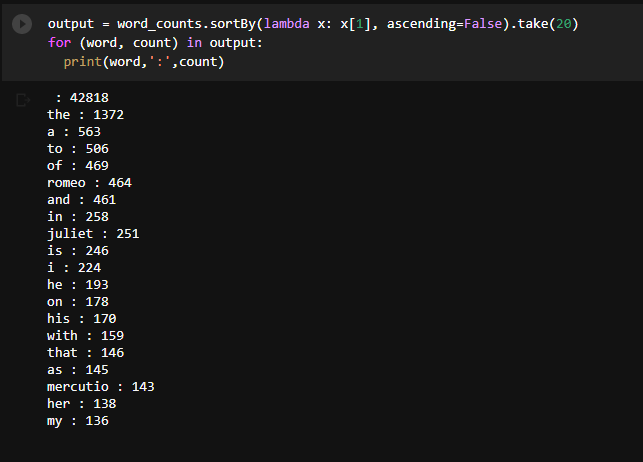 output = word_counts.sortBy(lambda x: x[1], ascending=False).take(20)
for (word, count) in output:
  print(word,':',count)
 : 42818
the : 1372
a : 563
to : 506
of : 469
romeo : 464
and : 461
in : 258
juliet : 251
is : 246
i : 224
he : 193
on : 178
his : 170
with : 159
that : 146
as : 145
mercutio : 143
her : 138
my : 136